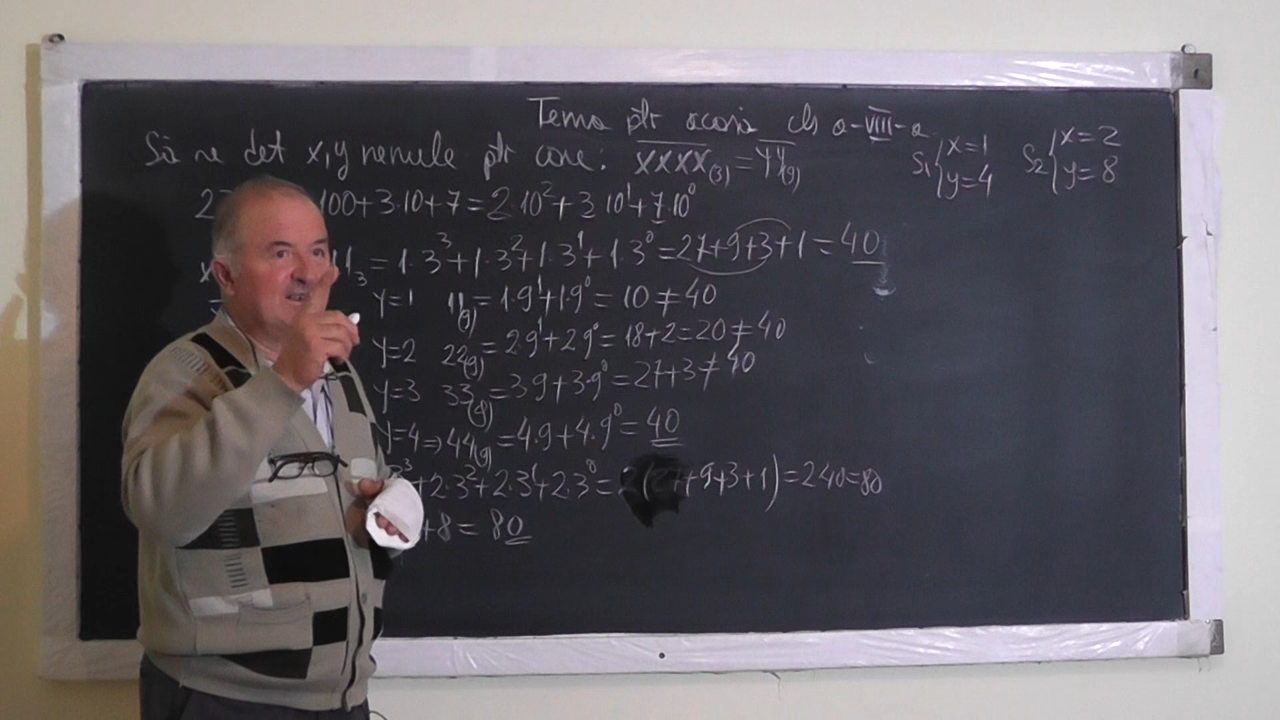 Tema ptr acasă cls a-VIII-a
Să se det x,y nenule ptr care: xxxx(3) = yy(9)
S1 { x=1 y=4
S2 { x=2 y=8
100+3·10+7=2·10²+3·10¹+7·10⁰
=1·3³+1·3²+1·3¹+1·3⁰=27+9+3+1=40
y=1 11(9)=1·9¹+1·9⁰=10≠40
y=2 22(9)=2·9¹+2·9⁰=18+2=20≠40
y=3 33(9)=3·9+3·9⁰=27+3≠40
y=4⇒44(9)=4·9+4·9⁰=40
+2·3²+2·3¹+2·3⁰=2(27+9+3+1)=2·40=80
+8=80